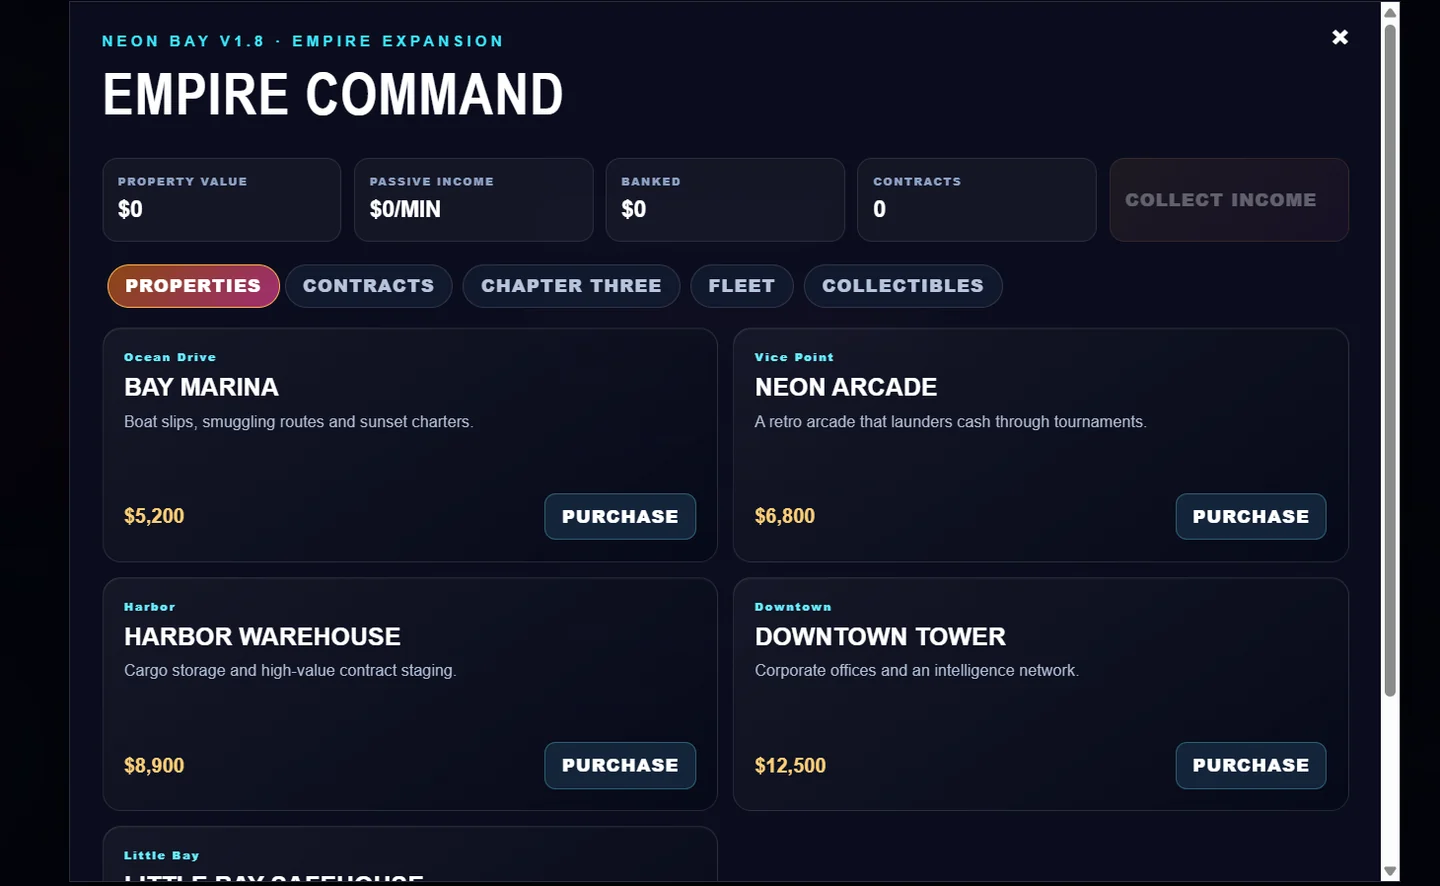 NEON BAY V1.8 · EMPIRE EXPANSION
EMPIRE COMMAND
PROPERTY VALUE
$0
PASSIVE INCOME
$0/MIN
BANKED
$0
CONTRACTS
0
COLLECT INCOME
PROPERTIES
CONTRACTS
CHAPTER THREE
FLEET
COLLECTIBLES
Ocean Drive
BAY MARINA
Boat slips, smuggling routes and sunset charters.
$5,200
PURCHASE
Vice Point
NEON ARCADE
A retro arcade that launders cash through tournaments.
$6,800
PURCHASE
Harbor
HARBOR WAREHOUSE
Cargo storage and high-value contract staging.
$8,900
PURCHASE
Downtown
DOWNTOWN TOWER
Corporate offices and an intelligence network.
$12,500
PURCHASE
Little Bay
LITTLE BAY SAFEHOUSE